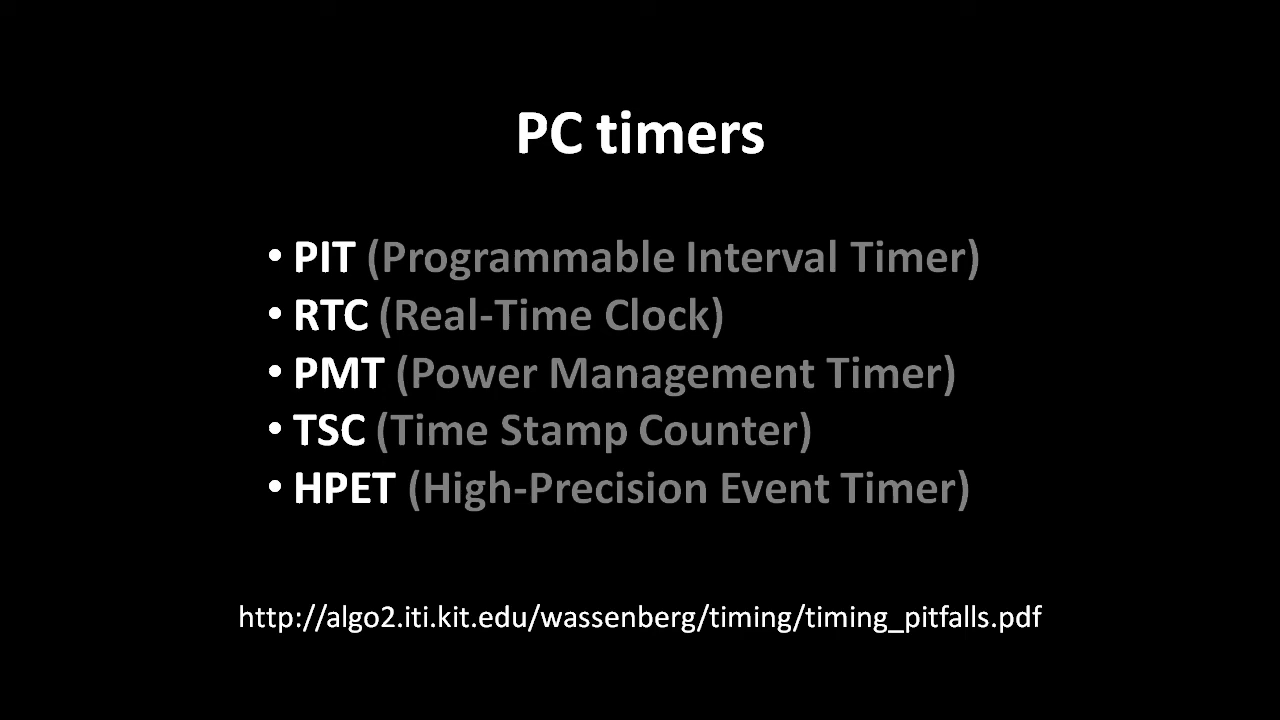 PC timers
• PIT (Programmable Interval Timer)
• RTC (Real-Time Clock)
• PMT (Power Management Timer)
• TSC (Time Stamp Counter)
• HPET (High-Precision Event Timer)
http://algo2.iti.kit.edu/wassenberg/timing/timing_pitfalls.pdf